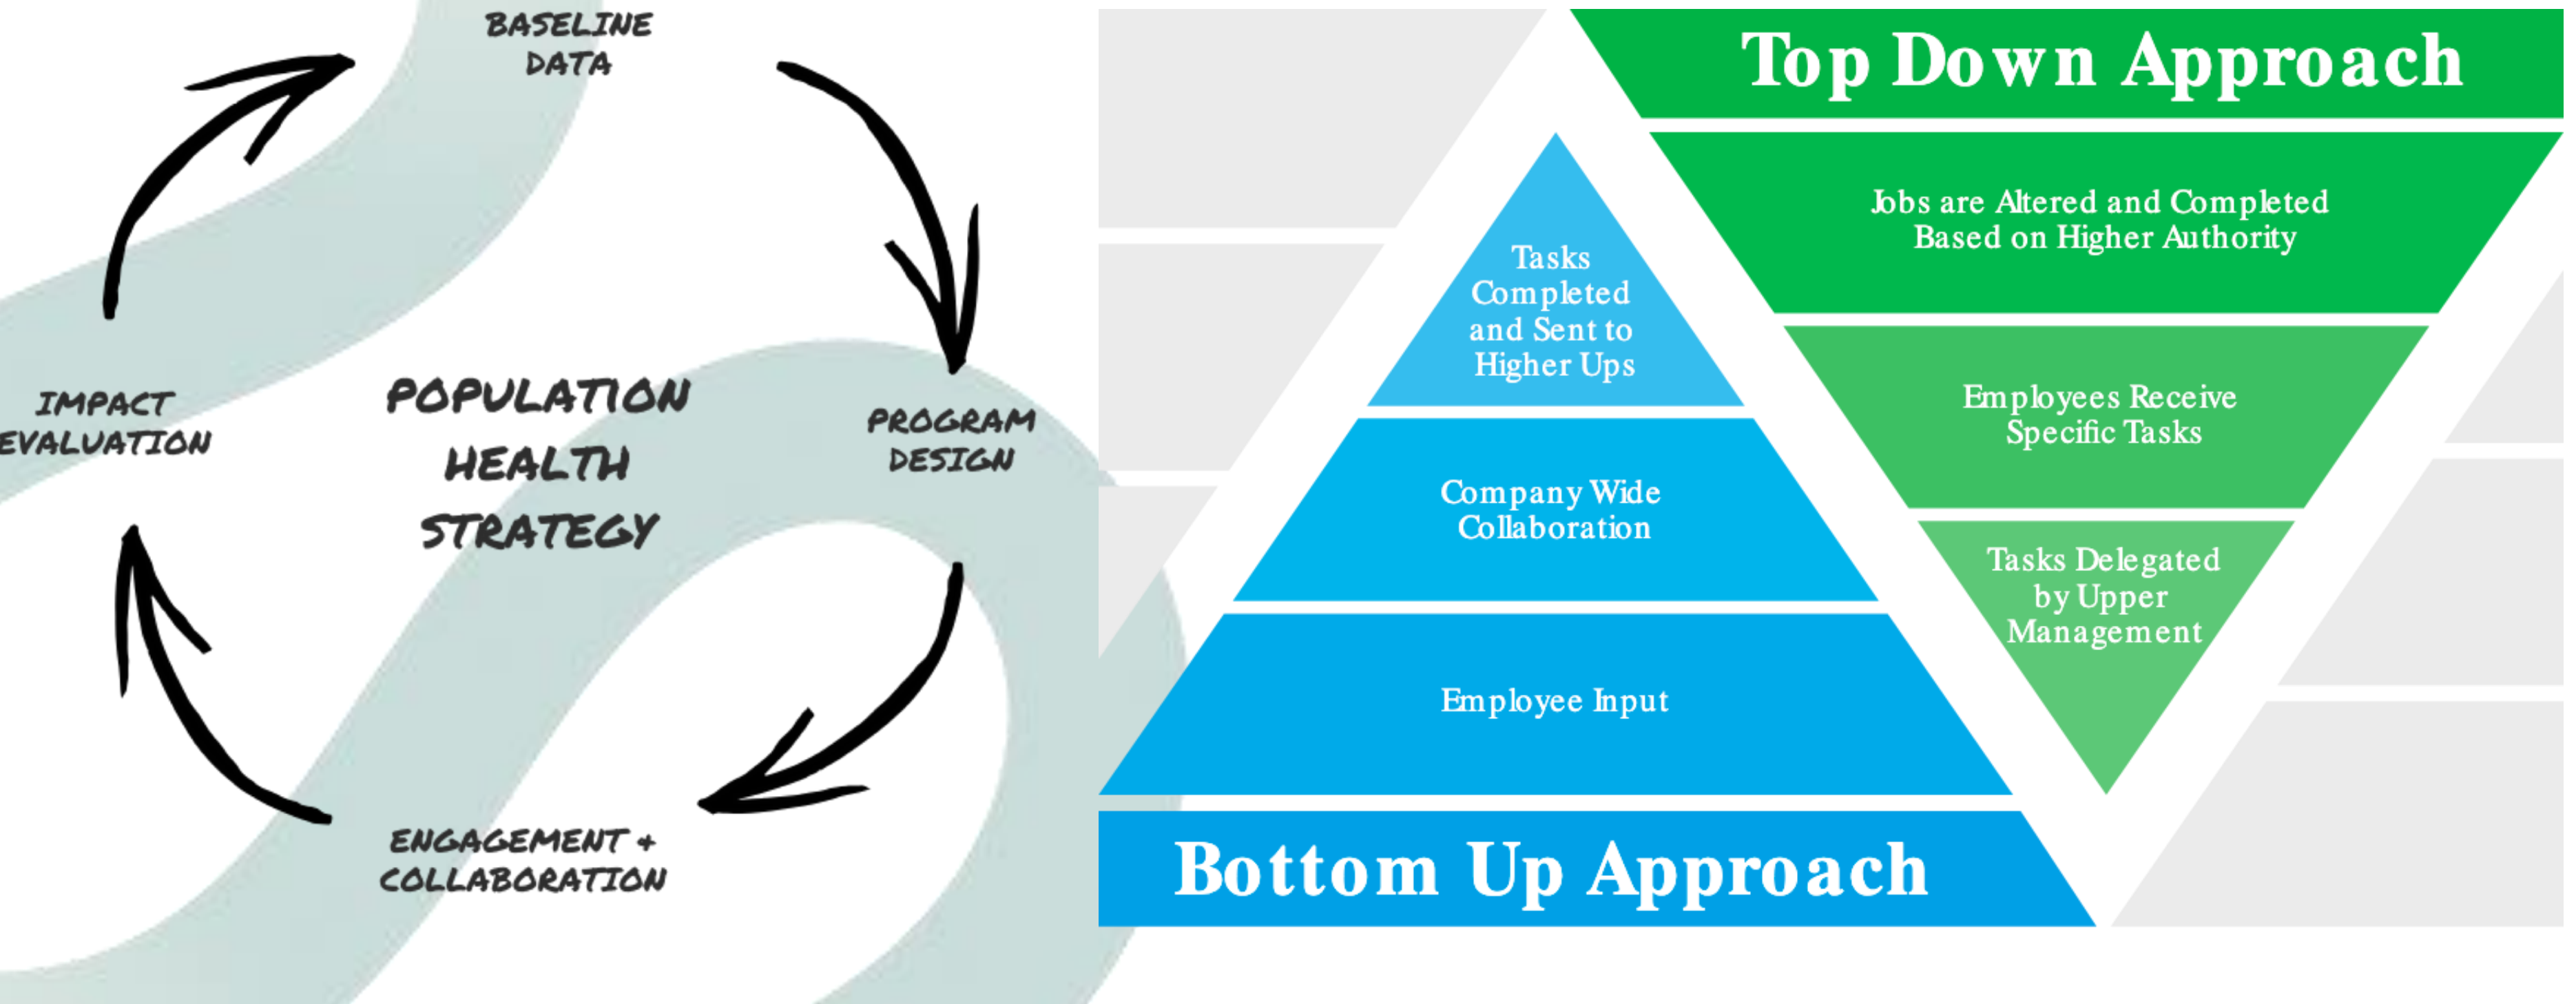 BASELINE
DATA
PROGRAM
DESIGN
ENGAGEMENT +
COLLABORATION
IMPACT
EVALUATION
POPULATION
HEALTH
STRATEGY
Top Down Approach
Jobs are Altered and Completed
Based on Higher Authority
Employees Receive
Specific Tasks
Tasks Delegated
by Upper
Management
Tasks
Completed
and Sent to
Higher Ups
Company Wide
Collaboration
Employee Input
Bottom Up Approach